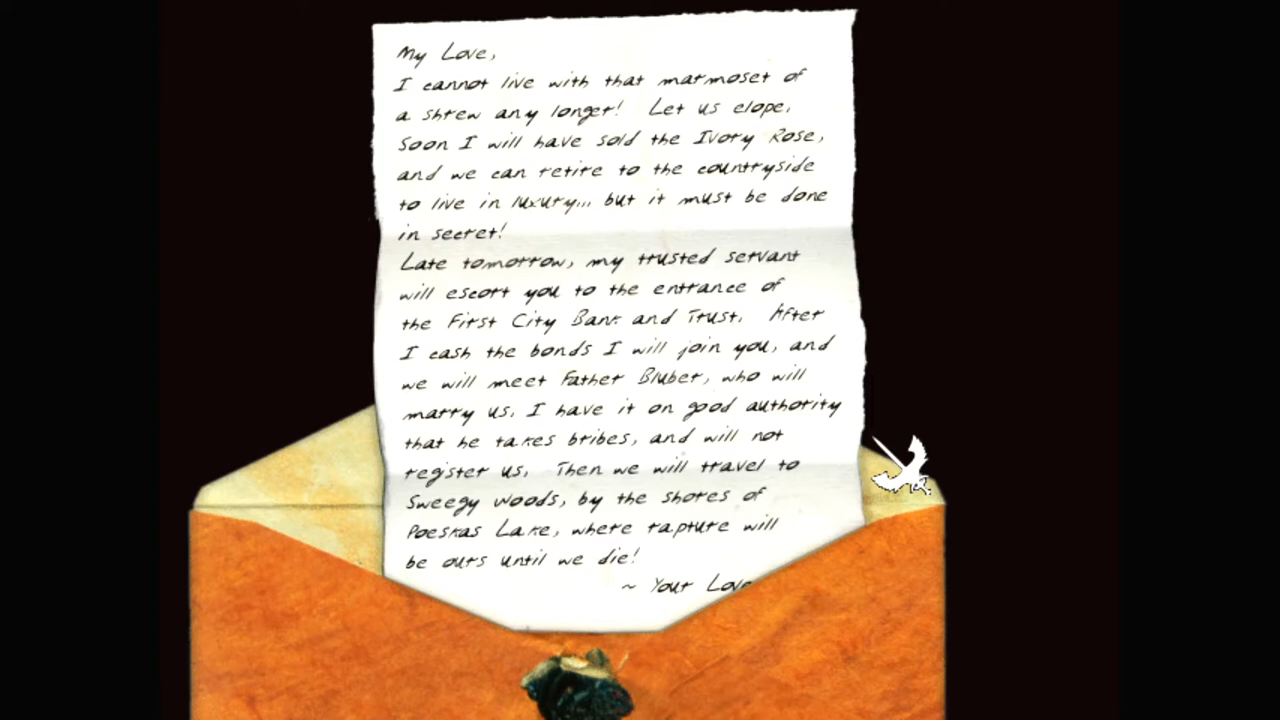 My Love,
I cannot live with that marmoset of
a shrew any longer! Let us elope.
Soon I will have sold the Ivory Rose,
and we can retire to the countryside
to live in luxury... but it must be done
in secret!
Late tomorrow, my trusted servant
will escort you to the entrance of
the First City Bank and Trust. After
I cash the bonds I will join you, and
we will meet Father Bluber, who will
marry us. I have it on good authority
that he takes bribes, and will not
register us. Then we will travel to
Sweegy Woods, by the shores of
Poeskas Lake, where rapture will
be ours until we die!
~ Your Love